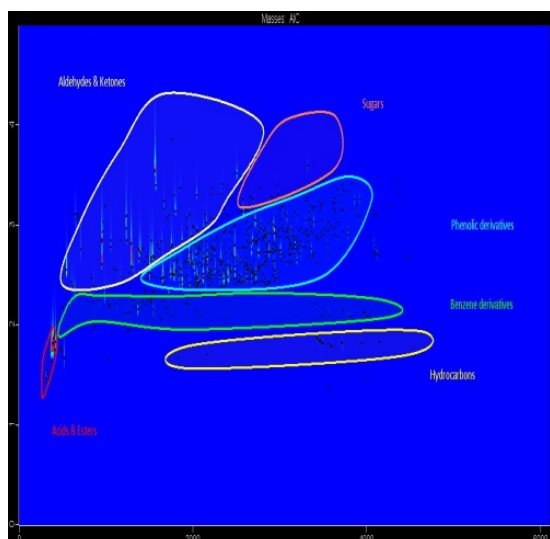 Masses: AIC
Aldehydes & Ketones
Sugars
4
3
Phenolic derivatives
Benzene derivatives
2
Hydrocarbons
Acids & Esters
1
0
0 2000 4000 6000